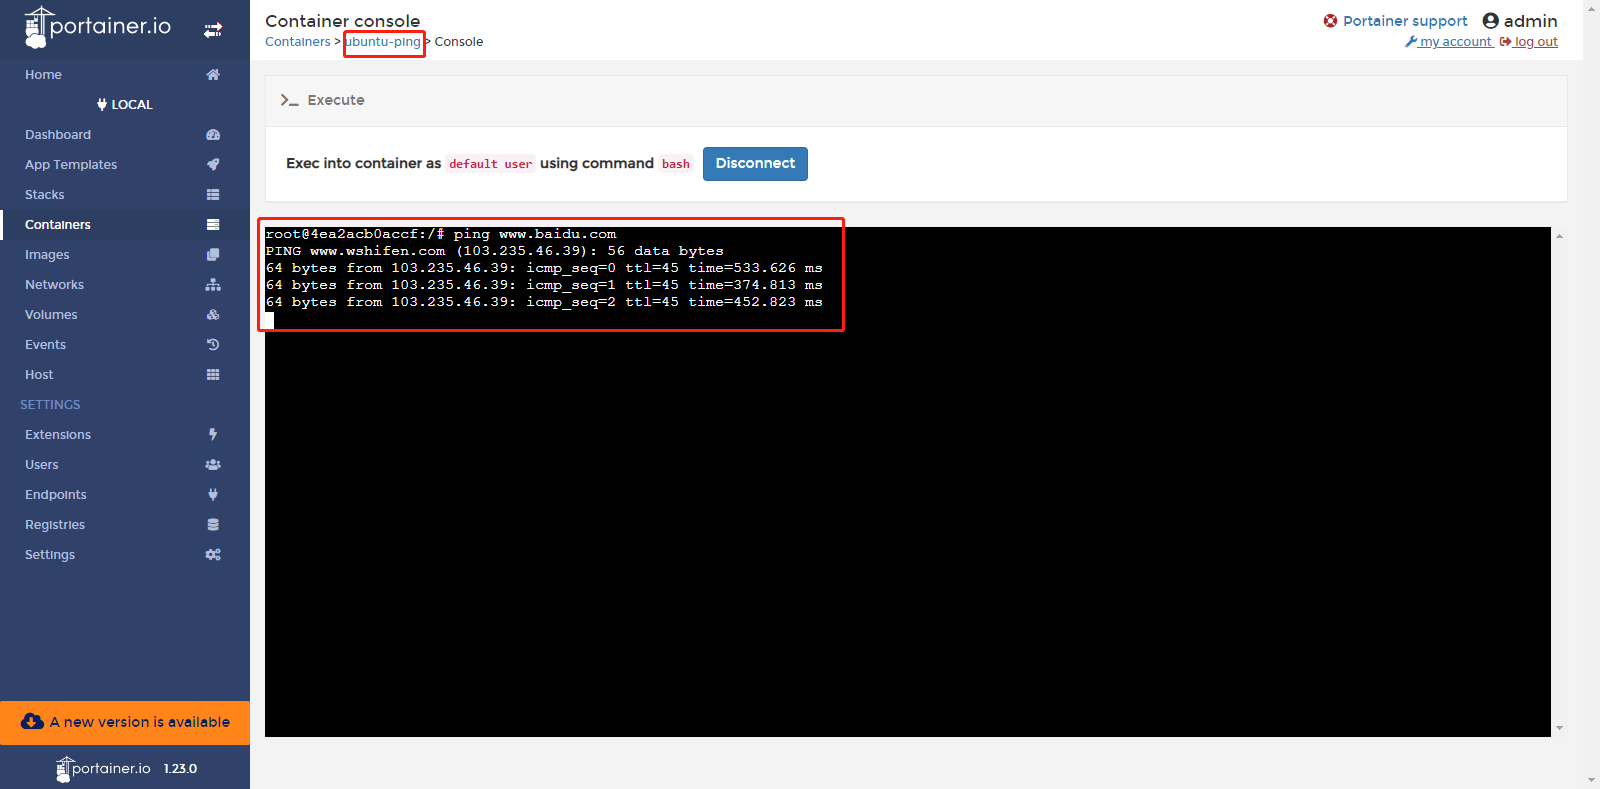 portainer.io
Home
LOCAL
Dashboard
App Templates
Stacks
Containers
Images
Networks
Volumes
Events
Host
SETTINGS
Extensions
Users
Endpoints
Registries
Settings
A new version is available
portainer.io 1.23.0
Container console
Containers > ubuntu-ping > Console
Portainer support admin
my account log out
>_ Execute
Exec into container as default user using command bash Disconnect
root@4ea2acb0accf:/# ping www.baidu.com
PING www.wshifen.com (103.235.46.39): 56 data bytes
64 bytes from 103.235.46.39: icmp_seq=0 ttl=45 time=533.626 ms
64 bytes from 103.235.46.39: icmp_seq=1 ttl=45 time=374.813 ms
64 bytes from 103.235.46.39: icmp_seq=2 ttl=45 time=452.823 ms